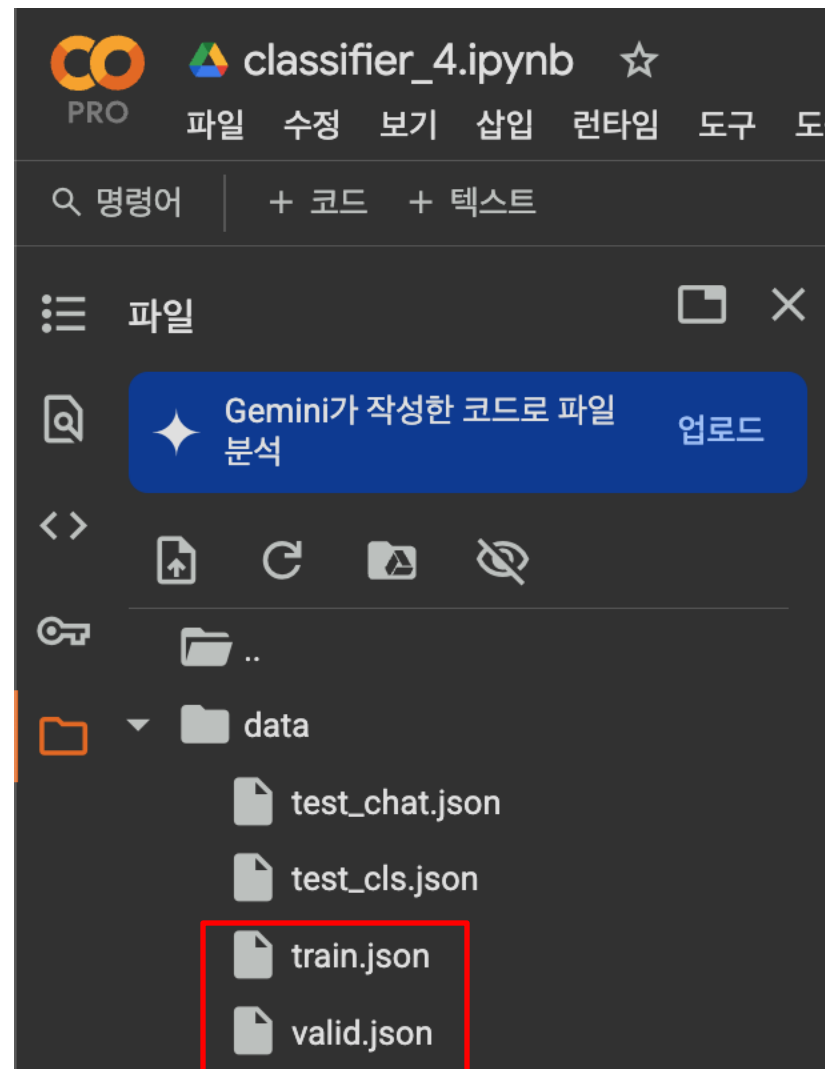 classifier_4.ipynb
PRO
파일 수정 보기 삽입 런타임 도구 도
명령어 + 코드 + 텍스트
파일
Gemini가 작성한 코드로 파일
분석
업로드
..
data
test_chat.json
test_cls.json
train.json
valid.json